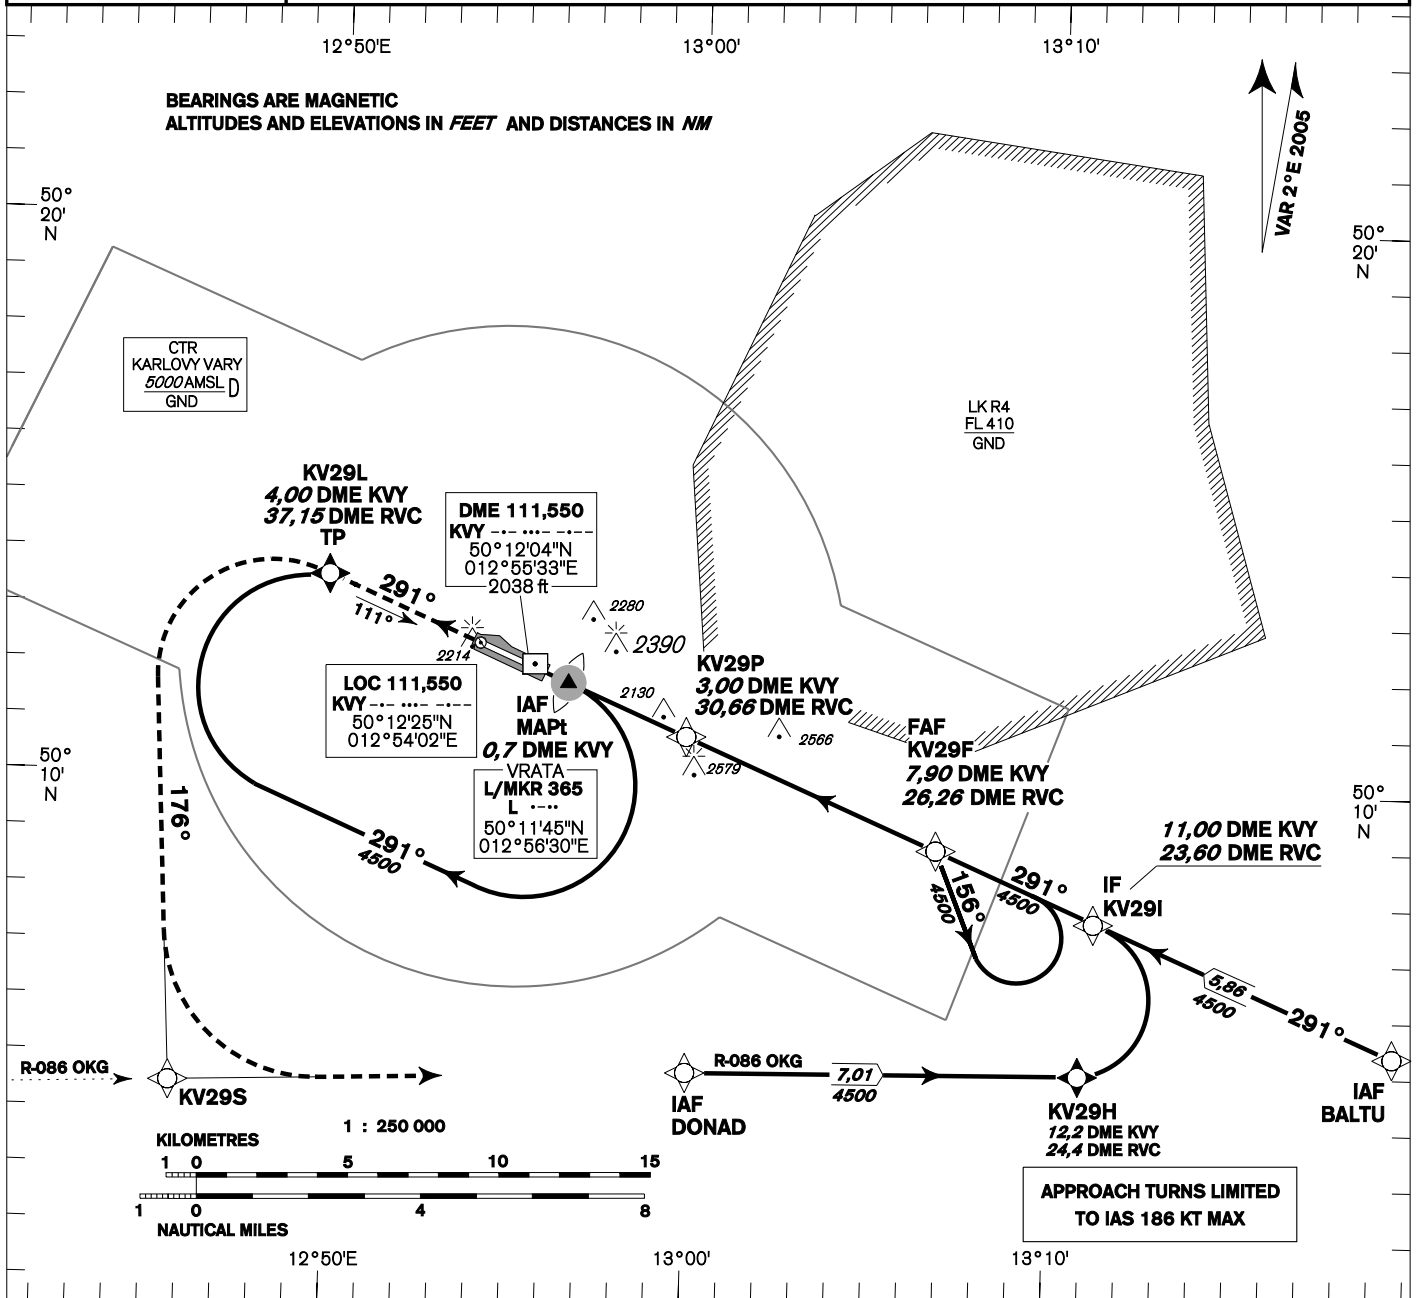 12°50'E
13°00'
13°10'
BEARINGS ARE MAGNETIC
ALTITUDES AND ELEVATIONS IN FEET AND DISTANCES IN NM
VAR 2°E 2005
50°
20'
N
50°
20'
N
CTR
KARLOVY VARY
5000 AMSL D
GND
LK R4
FL 410
GND
KV29L
4,00 DME KVY
37,15 DME RVC
TP
DME 111,550
KVY
50°12'04"N
012°55'33"E
2038 ft
291°
111°
2280
2390
2214
LOC 111,550
KVY
50°12'25"N
012°54'02"E
IAF
MAPt
0,7 DME KVY
VRATA
L/MKR 365
L
50°11'45"N
012°56'30"E
2130
KV29P
3,00 DME KVY
30,66 DME RVC
2566
2579
FAF
KV29F
7,90 DME KVY
26,26 DME RVC
50°
10'
N
50°
10'
N
176°
291°
4500
11,00 DME KVY
23,60 DME RVC
IF
KV29I
291°
4500
156°
4500
5,86
4500
291°
R-086 OKG
KV29S
R-086 OKG
7,01
4500
IAF
DONAD
KV29H
12,2 DME KVY
24,4 DME RVC
IAF
BALTU
1 : 250 000
KILOMETRES
1 0 5 10 15
1 0 4 8
NAUTICAL MILES
APPROACH TURNS LIMITED
TO IAS 186 KT MAX
12°50'E
13°00'
13°10'